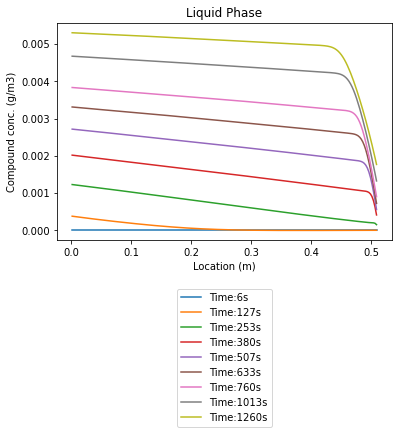 Liquid Phase
Compound conc. (g/m3)
0.005
0.004
0.003
0.002
0.001
0.000
0.0 0.1 0.2 0.3 0.4 0.5
Location (m)
Time:6s
Time:127s
Time:253s
Time:380s
Time:507s
Time:633s
Time:760s
Time:1013s
Time:1260s